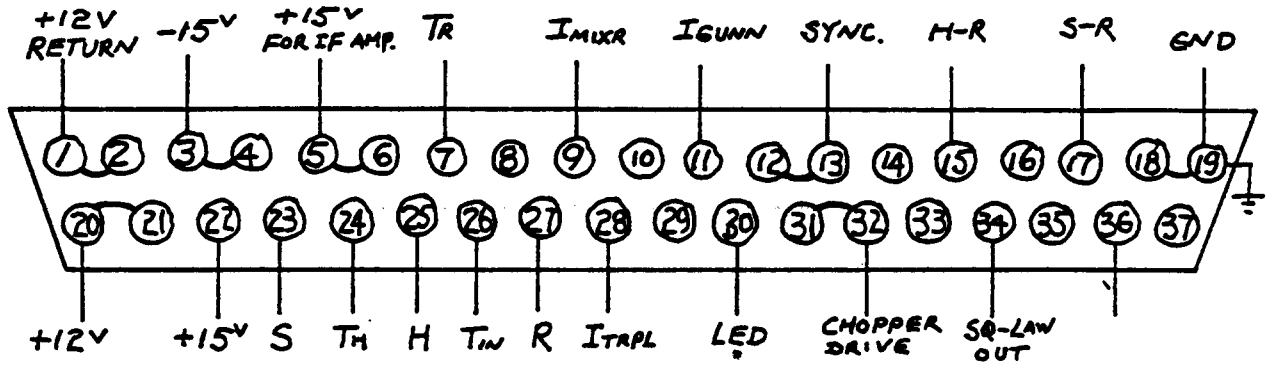 +12V RETURN
-15V
+15V FOR IF AMP.
TR
IMIXR
IGUNN
SYNC.
H-R
S-R
GND
1 2 3 4 5 6 7 8 9 10 11 12 13 14 15 16 17 18 19
20 21 22 23 24 25 26 27 28 29 30 31 32 33 34 35 36 37
+12V
+15V
S
TH
H
TIN
R
ITRPL
LED
CHOPPER DRIVE
SQ-LAW OUT